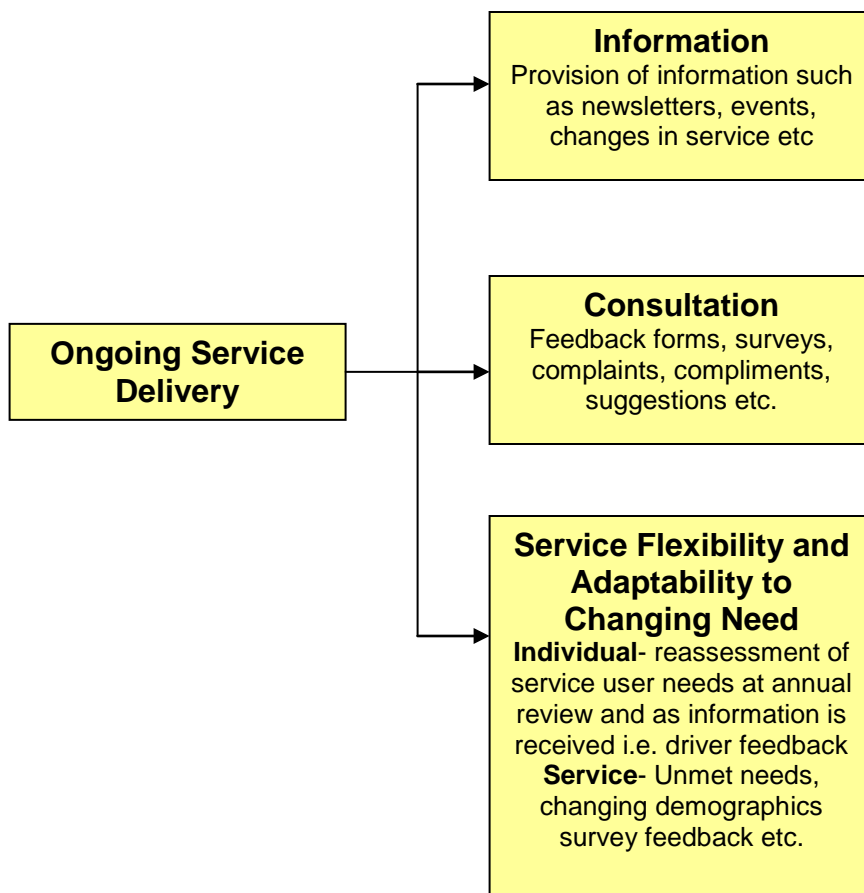 Information
Provision of information such
as newsletters, events,
changes in service etc
Ongoing Service
Delivery
Consultation
Feedback forms, surveys,
complaints, compliments,
suggestions etc.
Service Flexibility and
Adaptability to
Changing Need
Individual- reassessment of
service user needs at annual
review and as information is
received i.e. driver feedback
Service- Unmet needs,
changing demographics
survey feedback etc.